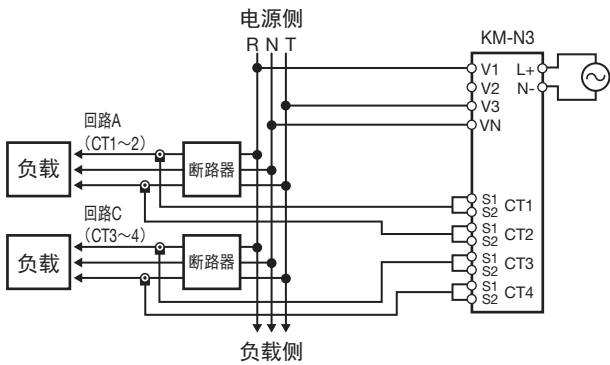 电源侧
R N T
KM-N3
V1 L+
V2 N-
V3
VN
回路A
(CT1～2)
负载
断路器
S1
S2 CT1
S1
S2 CT2
回路C
(CT3～4)
负载
断路器
S1
S2 CT3
S1
S2 CT4
负载侧